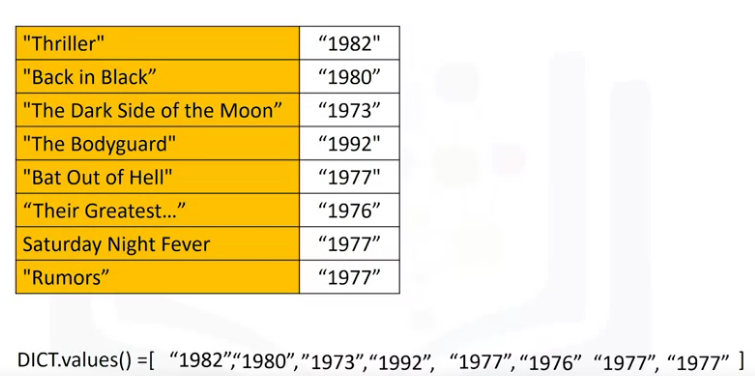 "Thriller" “1982"
"Back in Black” “1980”
"The Dark Side of the Moon” “1973”
"The Bodyguard" “1992"
"Bat Out of Hell" “1977"
“Their Greatest...” “1976”
Saturday Night Fever “1977”
"Rumors” “1977”
DICT.values() =[ “1982”,“1980”, ”1973”, “1992”, “1977”, “1976” “1977”, “1977” ]